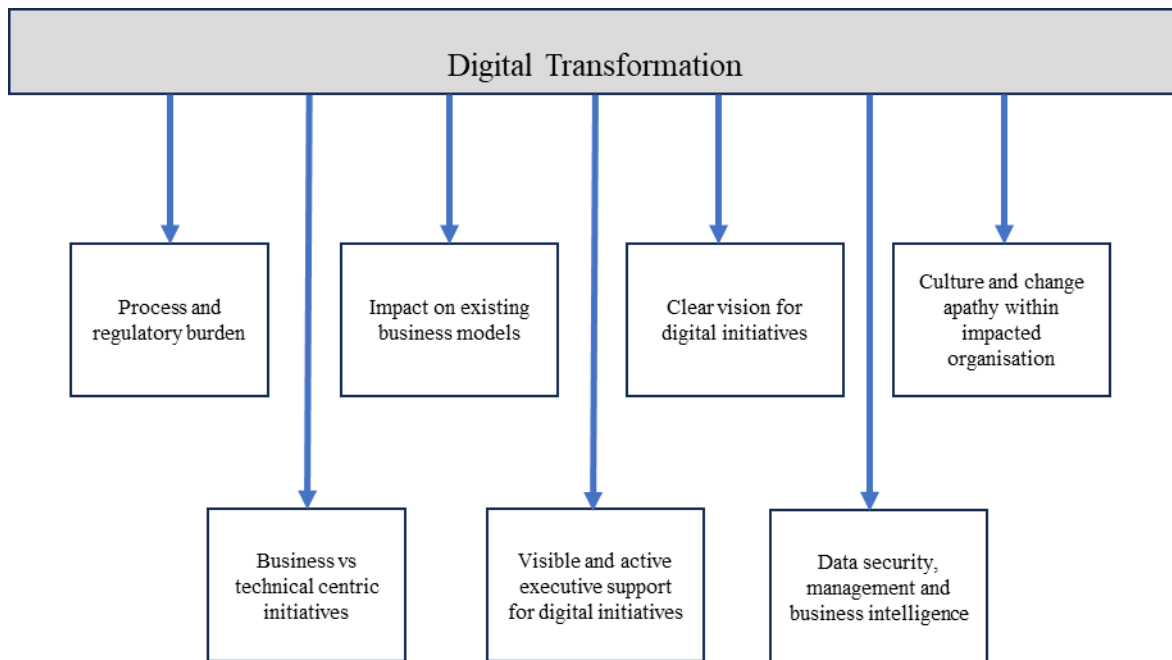 Digital Transformation
Process and
regulatory burden
Impact on existing
business models
Clear vision for
digital initiatives
Culture and change
apathy within
impacted
organisation
Business vs
technical centric
initiatives
Visible and active
executive support
for digital initiatives
Data security,
management and
business intelligence